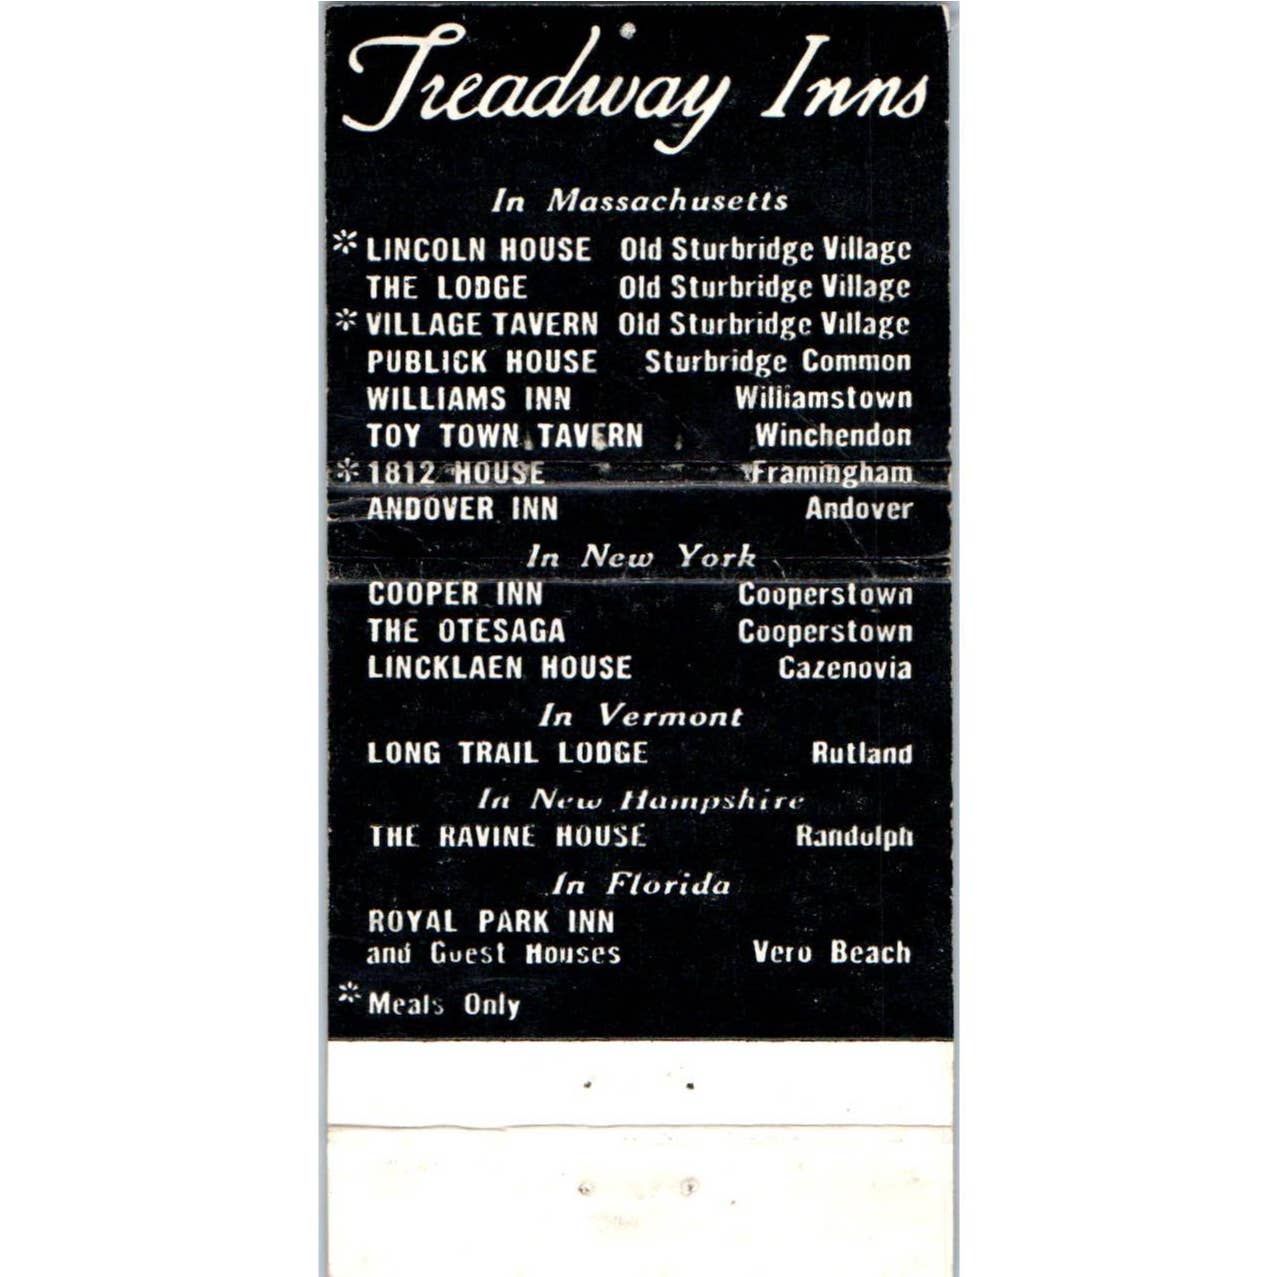 Treadway Inns
In Massachusetts
* LINCOLN HOUSE Old Sturbridge Village
THE LODGE Old Sturbridge Village
* VILLAGE TAVERN Old Sturbridge Village
PUBLICK HOUSE Sturbridge Common
WILLIAMS INN Williamstown
TOY TOWN TAVERN Winchendon
* 1812 HOUSE Framingham
ANDOVER INN Andover
In New York
COOPER INN Cooperstown
THE OTESAGA Cooperstown
LINCKLAEN HOUSE Cazenovia
In Vermont
LONG TRAIL LODGE Rutland
In New Hampshire
THE RAVINE HOUSE Randolph
In Florida
ROYAL PARK INN
and Guest Houses Vero Beach
* Meals Only